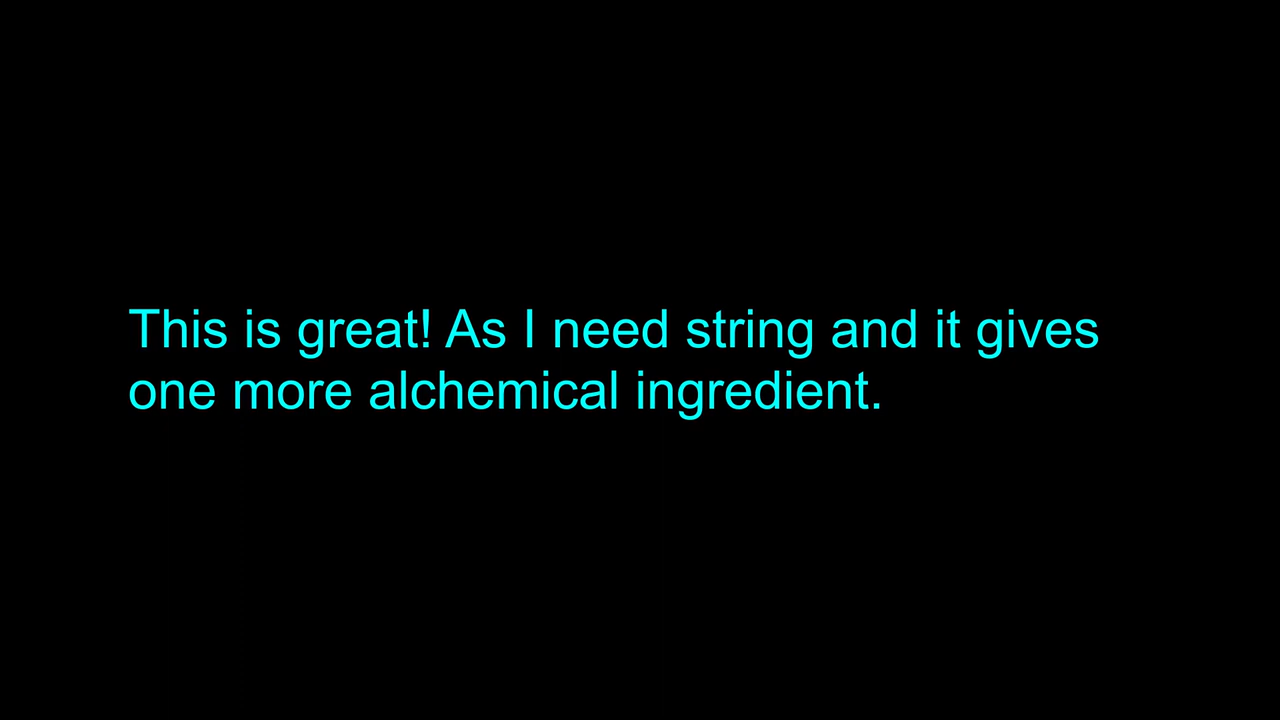 This is great! As I need string and it gives
one more alchemical ingredient.